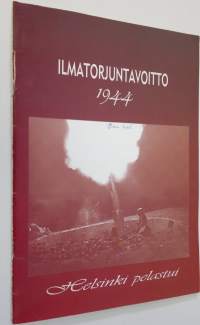 ILMATORJUNTAVOITTO
1944
Helsinki pelastui